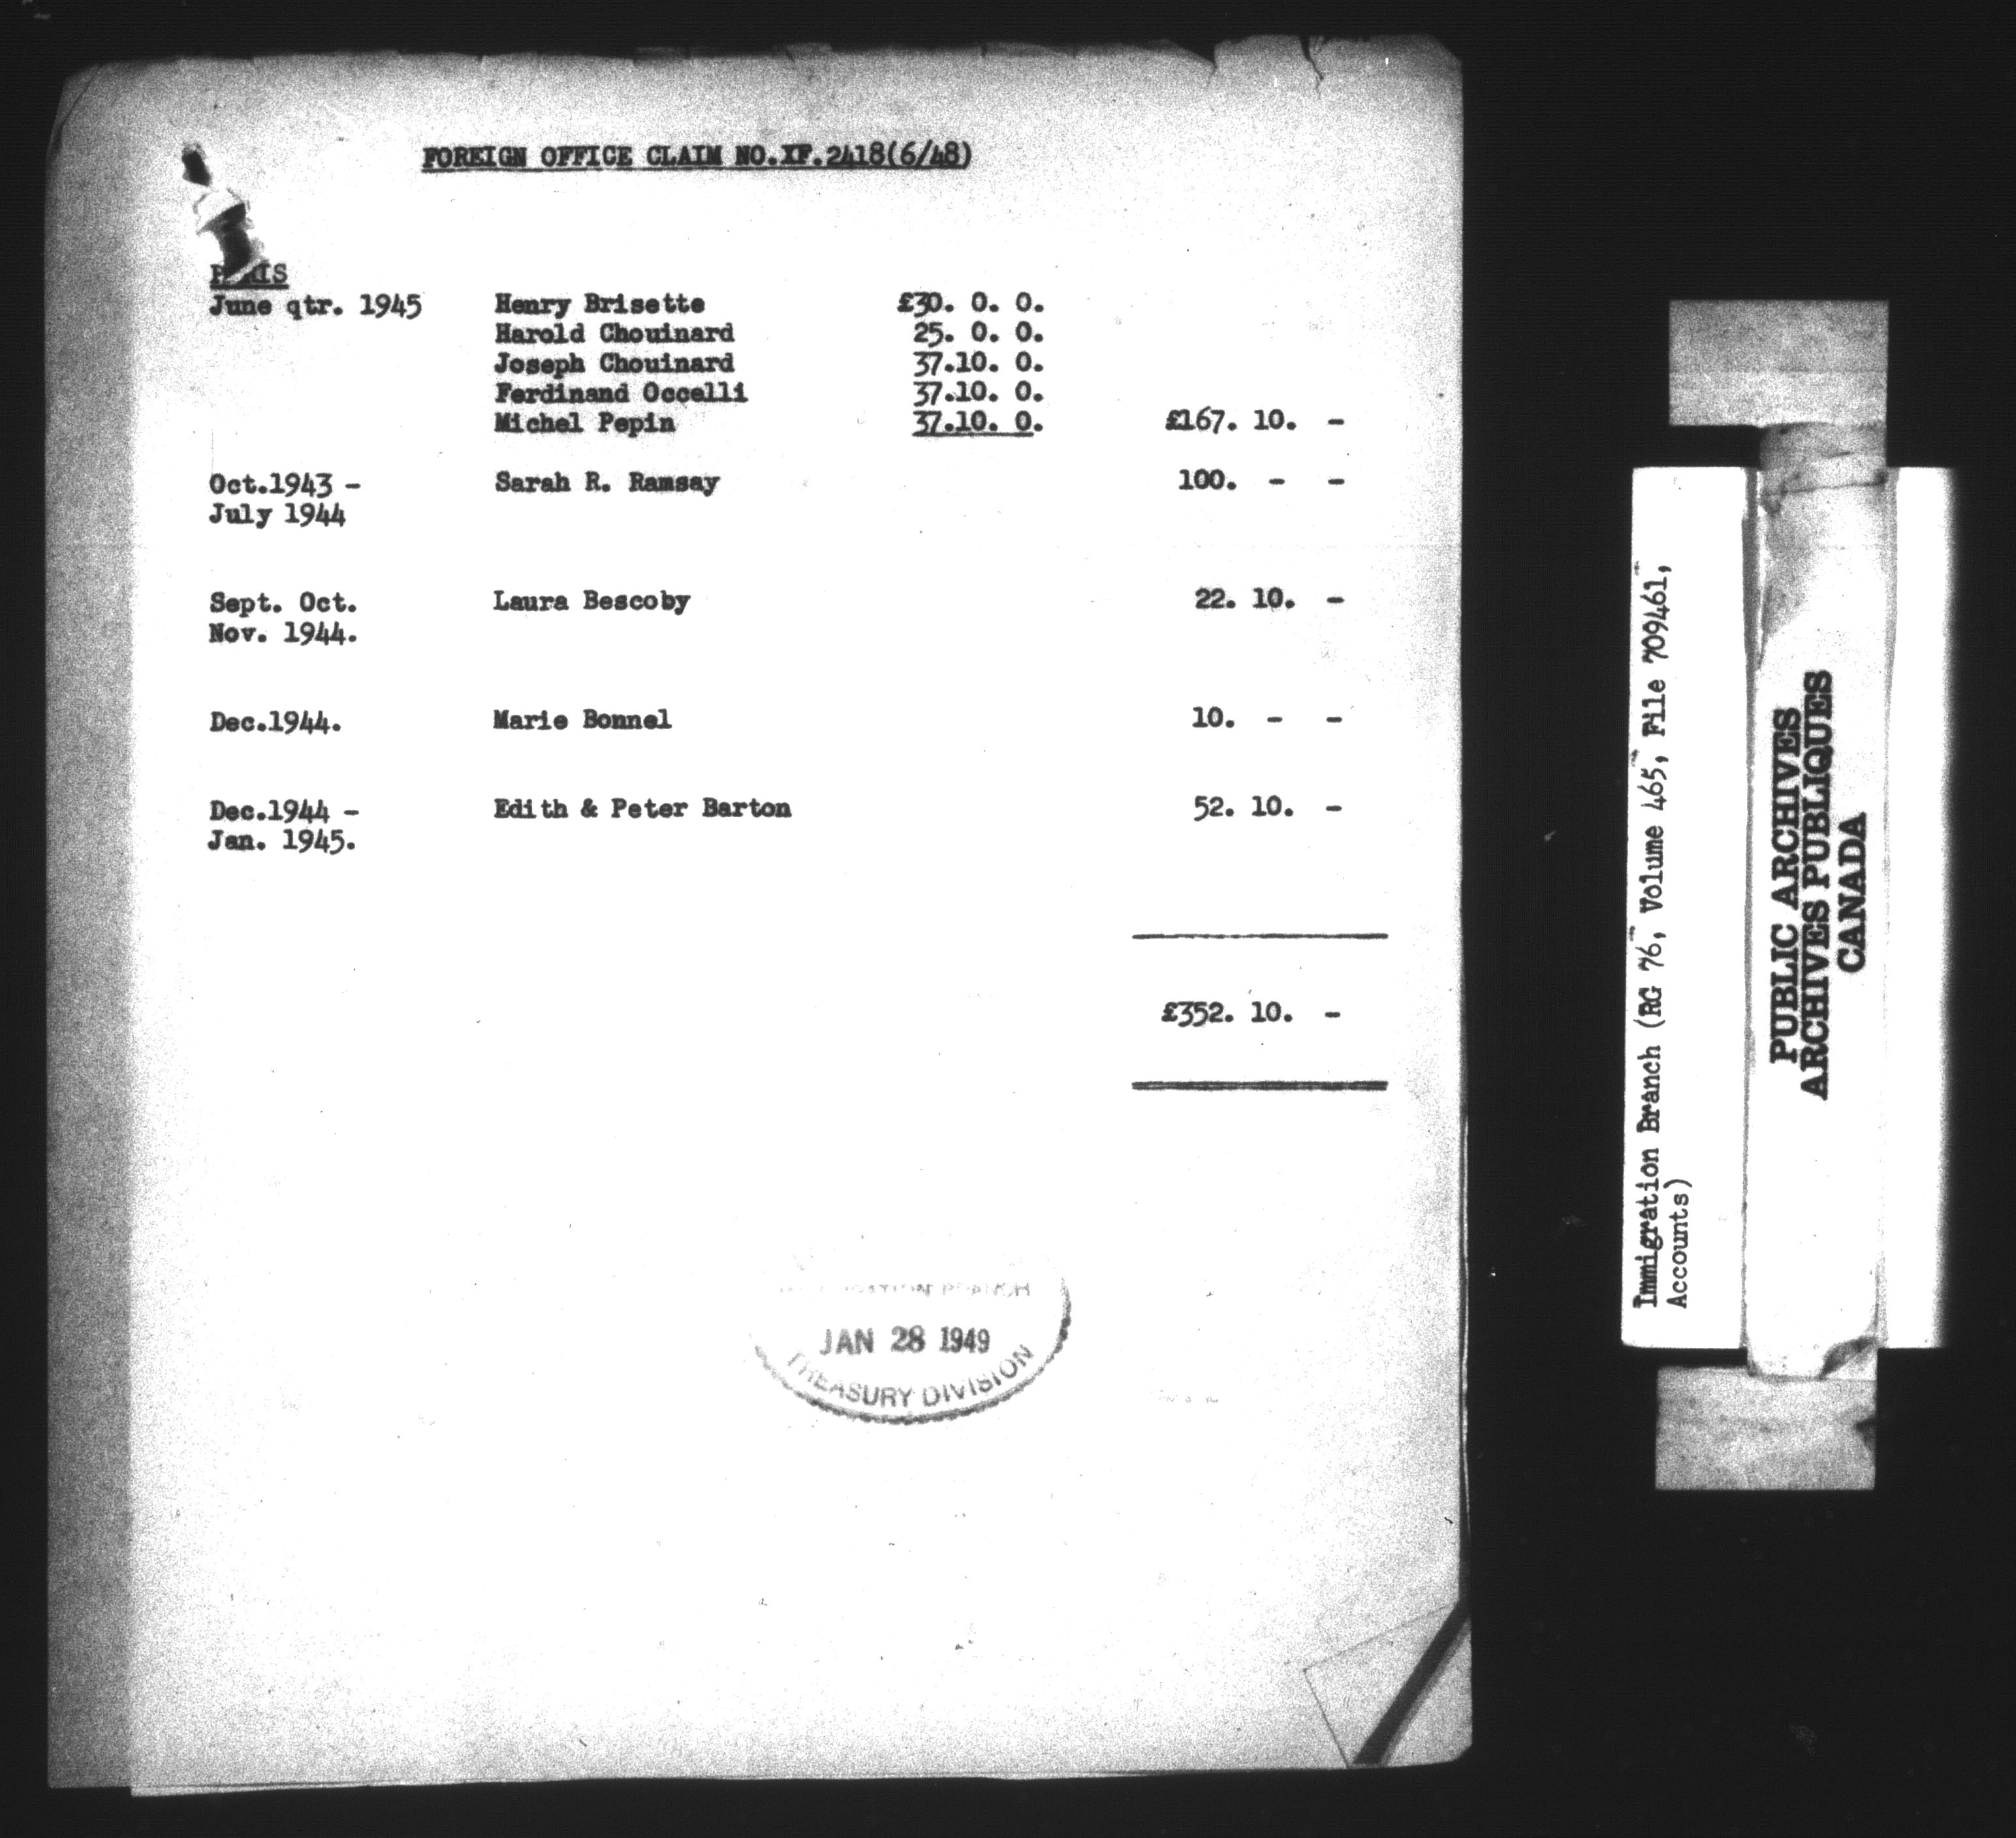 FOREIGN OFFICE CLAIM NO.XF.2418(6/48)
PARIS
June qtr. 1945 Henry Brisette £30. 0. 0.
Harold Chouinard 25. 0. 0.
Joseph Chouinard 37.10. 0.
Ferdinand Occelli 37.10. 0.
Michel Pepin 37.10. 0. £167. 10. -
Oct.1943 - Sarah R. Ramsay 100. - -
July 1944
Sept. Oct. Laura Bescoby 22. 10. -
Nov. 1944.
Dec.1944. Marie Bonnel 10. - -
Dec.1944 - Edith & Peter Barton 52. 10. -
Jan. 1945.
£352. 10. -
BRANCH
JAN 28 1949
TREASURY DIVISION
Immigration Branch (RG 76, Volume 465, File 709461,
Accounts)
PUBLIC ARCHIVES
ARCHIVES PUBLIQUES
CANADA